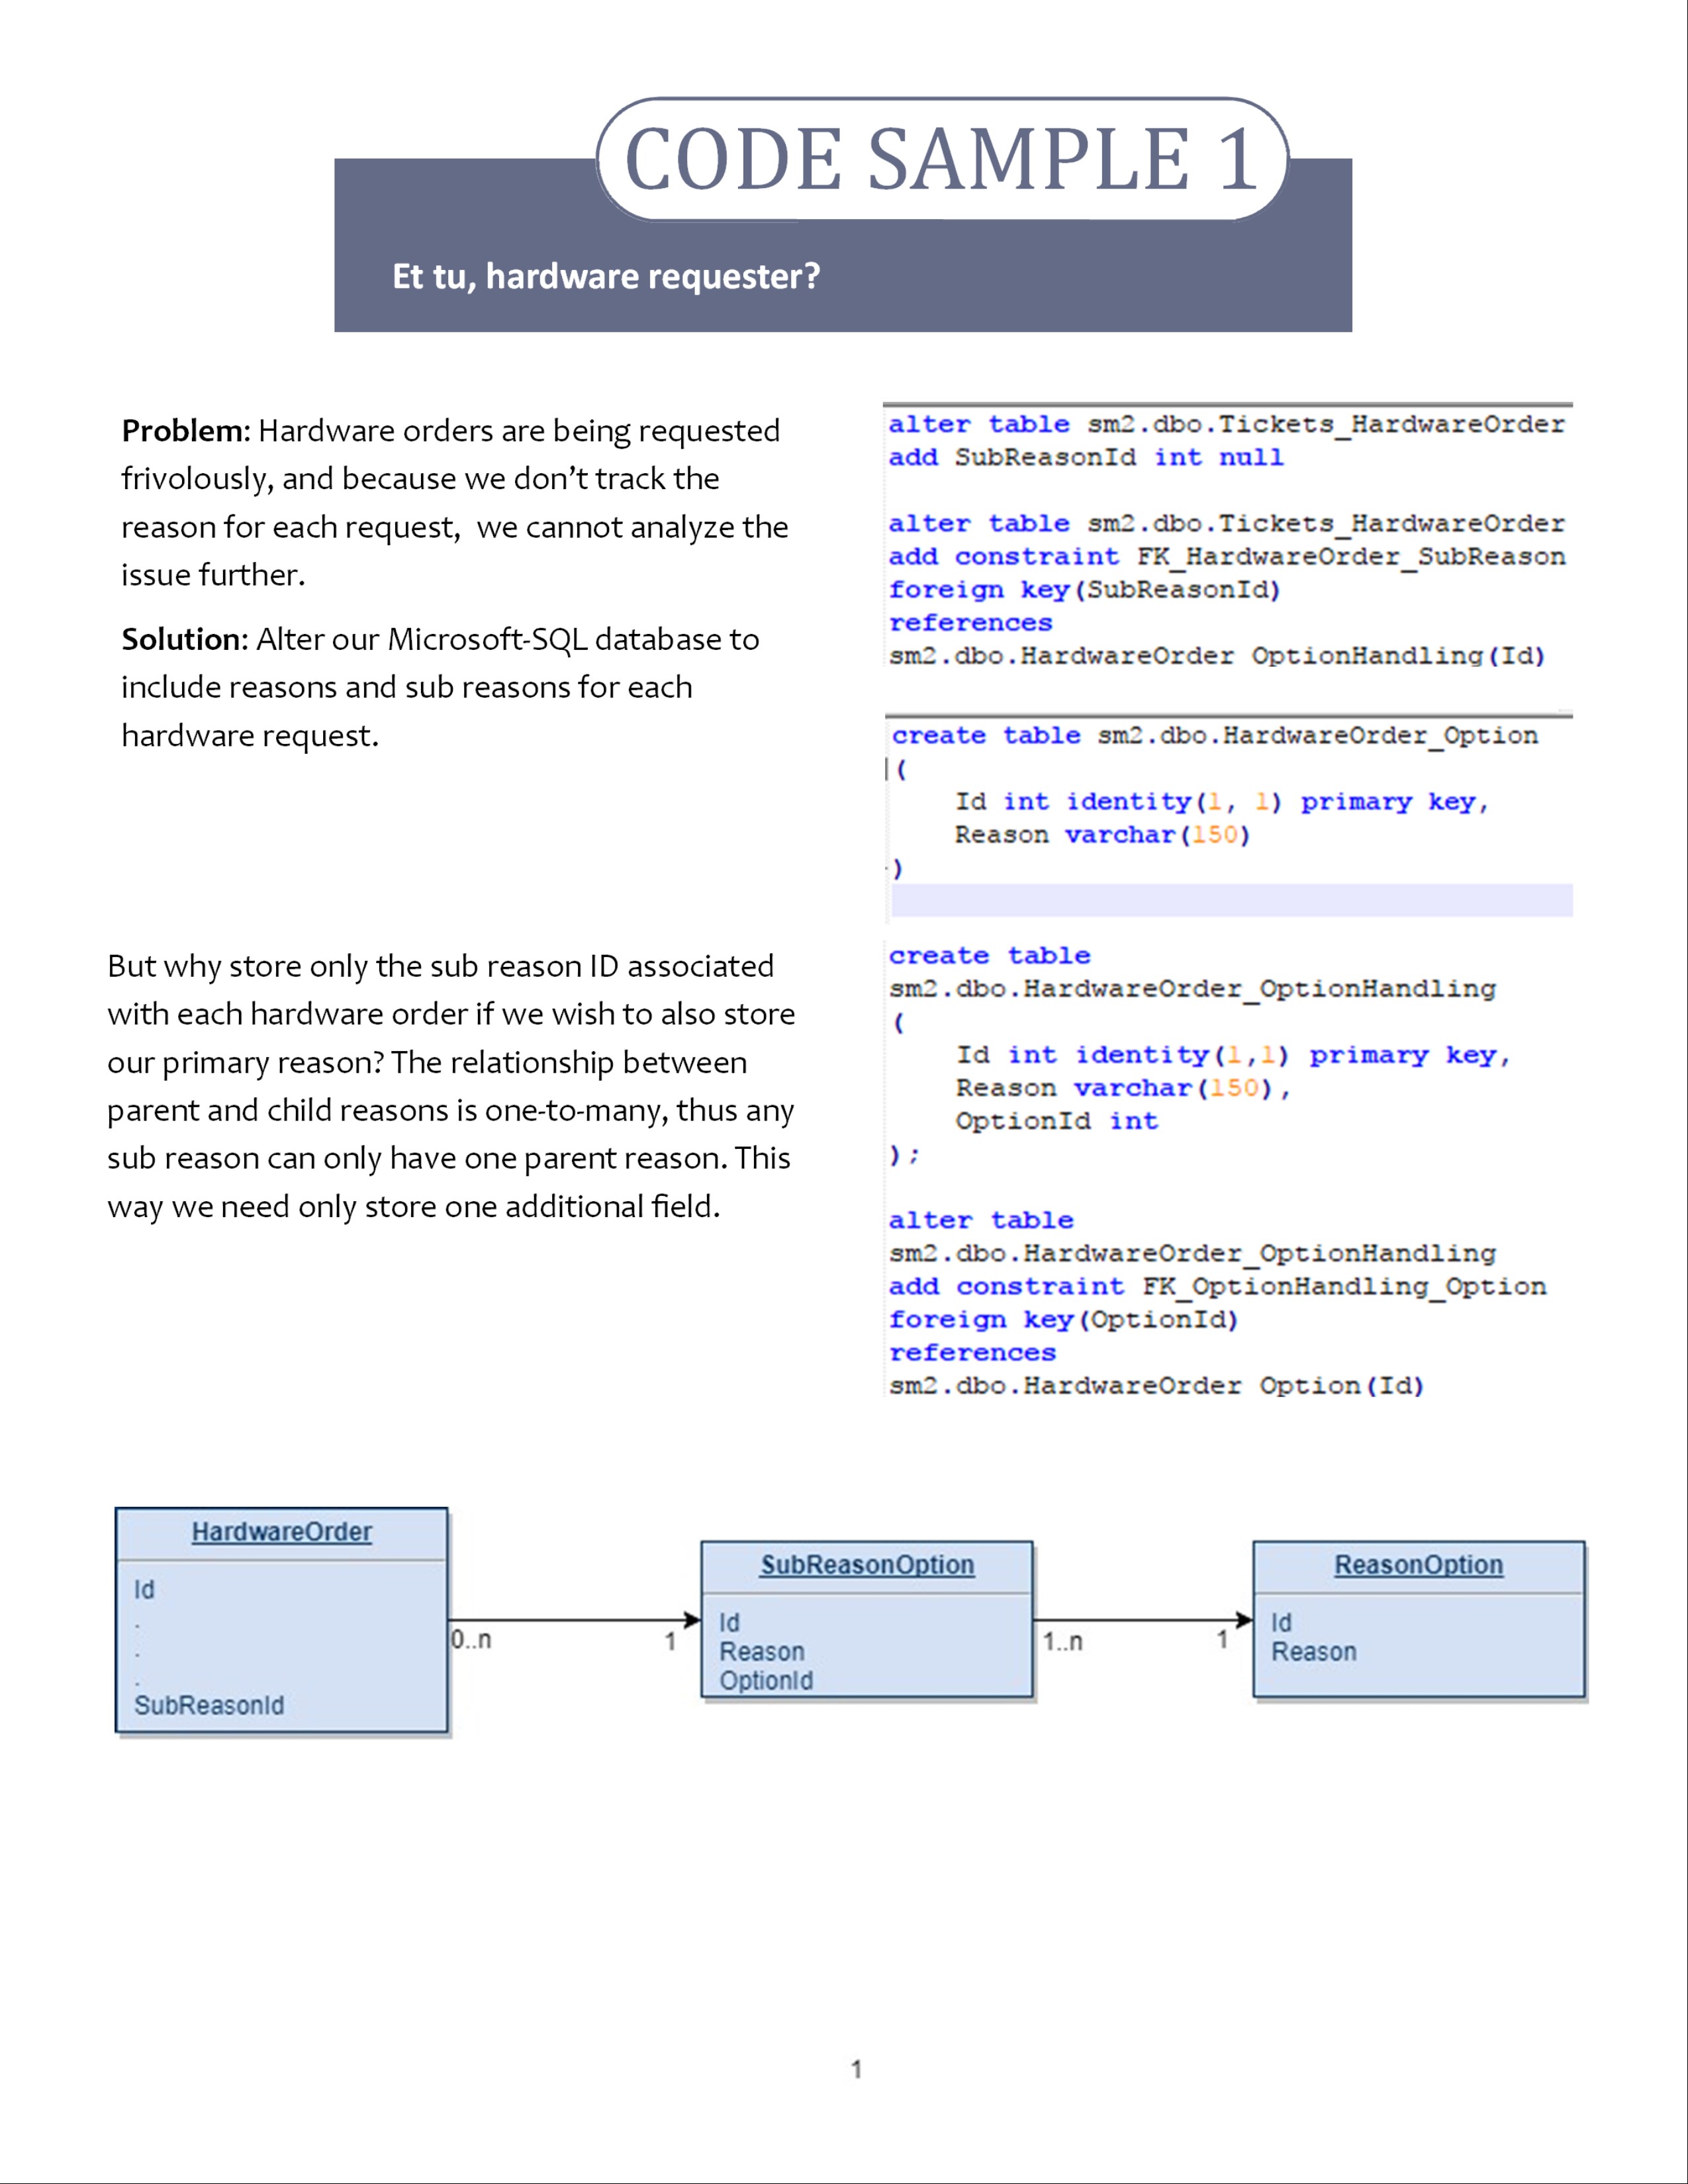 CODE SAMPLE 1
Et tu, hardware requester?
Problem: Hardware orders are being requested
frivolously, and because we don’t track the
reason for each request,  we cannot analyze the
issue further.
Solution: Alter our Microsoft-SQL database to
include reasons and sub reasons for each
hardware request.
alter table sm2.dbo.Tickets_HardwareOrder
add SubReasonId int null
alter table sm2.dbo.Tickets_HardwareOrder
add constraint FK_HardwareOrder_SubReason
foreign key(SubReasonId)
references
sm2.dbo.HardwareOrder OptionHandling(Id)
create table sm2.dbo.HardwareOrder_Option
(
Id int identity(1, 1) primary key,
Reason varchar(150)
)
But why store only the sub reason ID associated
with each hardware order if we wish to also store
our primary reason? The relationship between
parent and child reasons is one-to-many, thus any
sub reason can only have one parent reason. This
way we need only store one additional field.
create table
sm2.dbo.HardwareOrder_OptionHandling
(
Id int identity(1,1) primary key,
Reason varchar(150),
OptionId int
);
alter table
sm2.dbo.HardwareOrder_OptionHandling
add constraint FK_OptionHandling_Option
foreign key(OptionId)
references
sm2.dbo.HardwareOrder Option(Id)
HardwareOrder
Id
.
.
.
SubReasonId
0..n
1
SubReasonOption
Id
Reason
OptionId
1..n
1
ReasonOption
Id
Reason
1